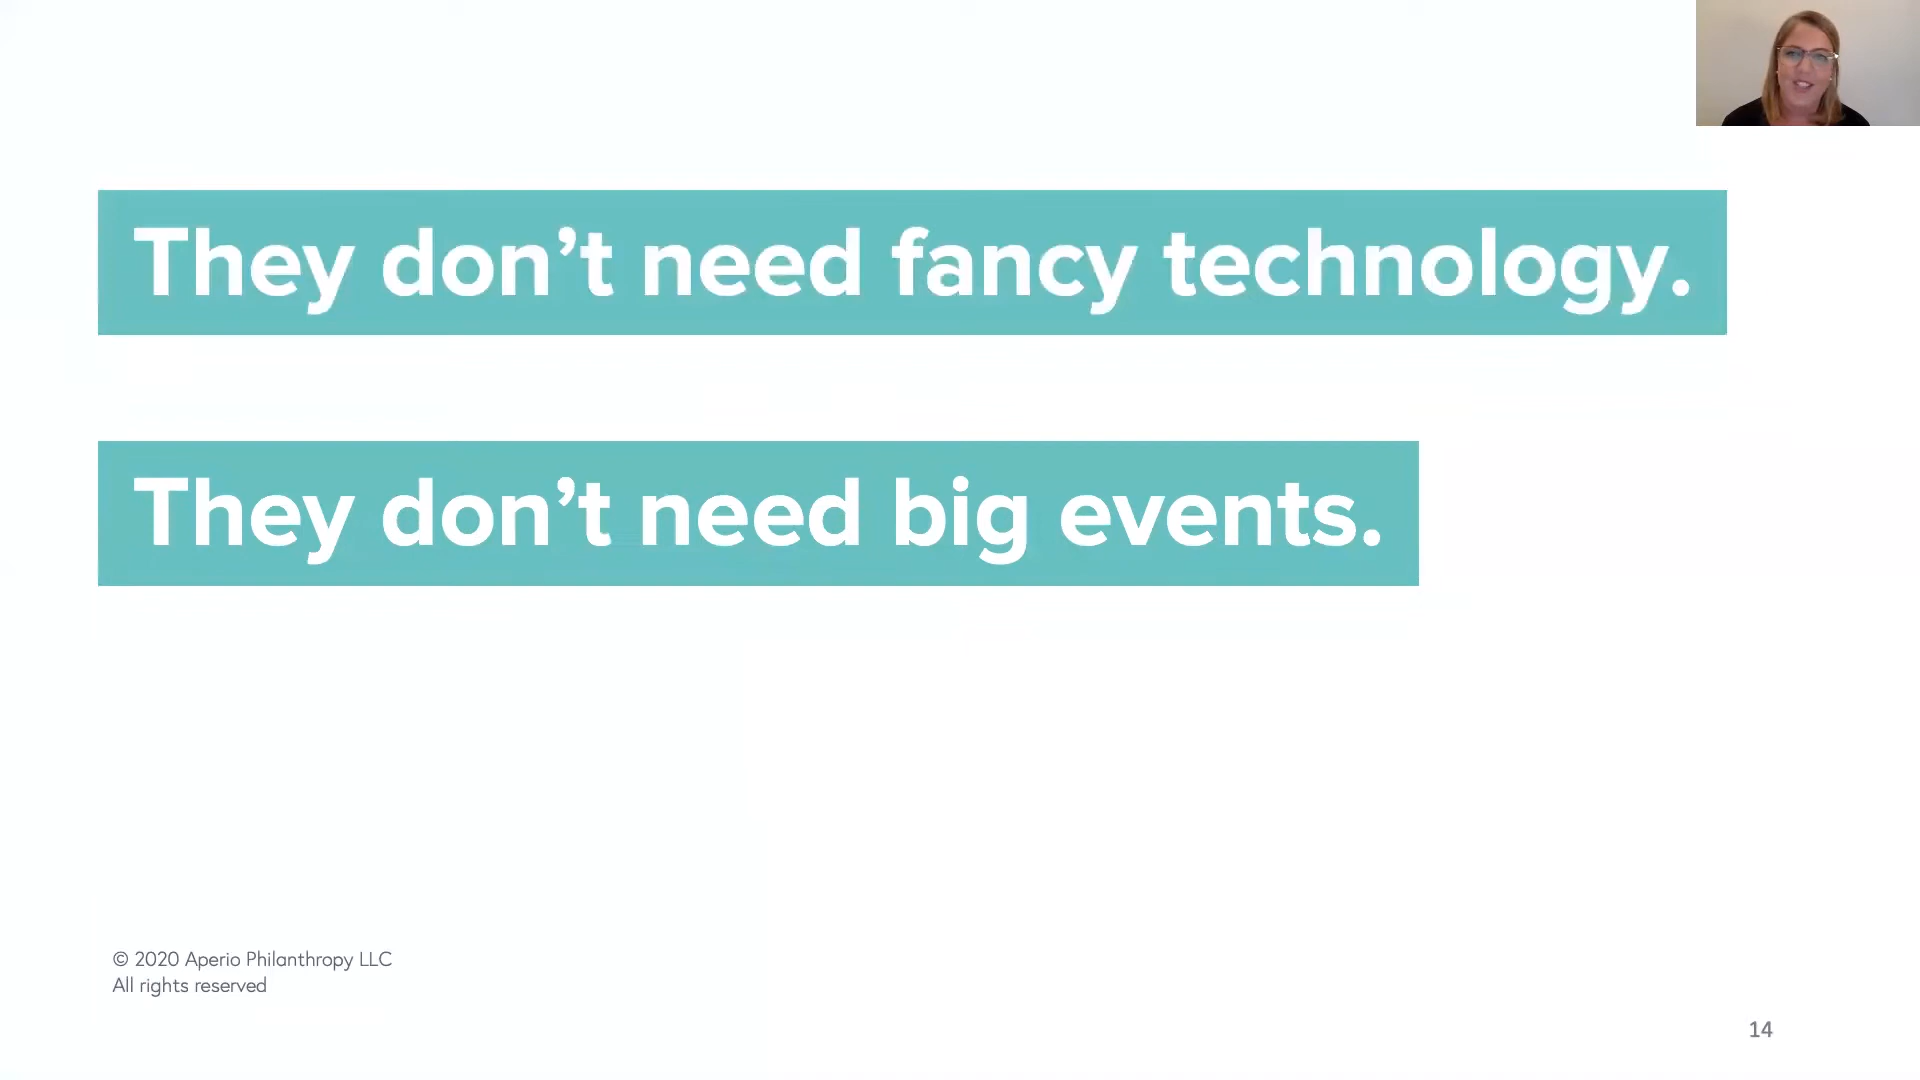 They don’t need fancy technology.
They don’t need big events.
© 2020 Aperio Philanthropy LLC
All rights reserved
14